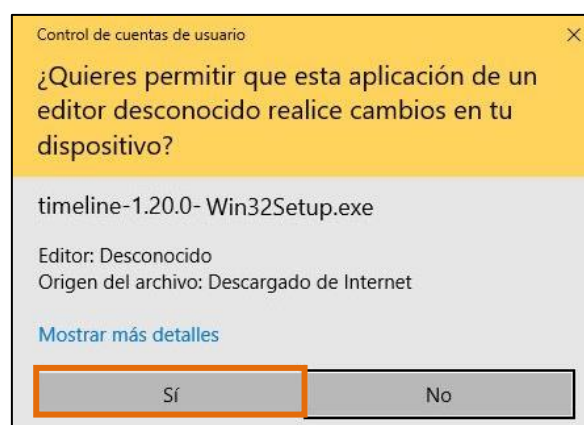 Control de cuentas de usuario
¿Quieres permitir que esta aplicación de un
editor desconocido realice cambios en tu
dispositivo?
timeline-1.20.0- Win32Setup.exe
Editor: Desconocido
Origen del archivo: Descargado de Internet
Mostrar más detalles
Sí
No